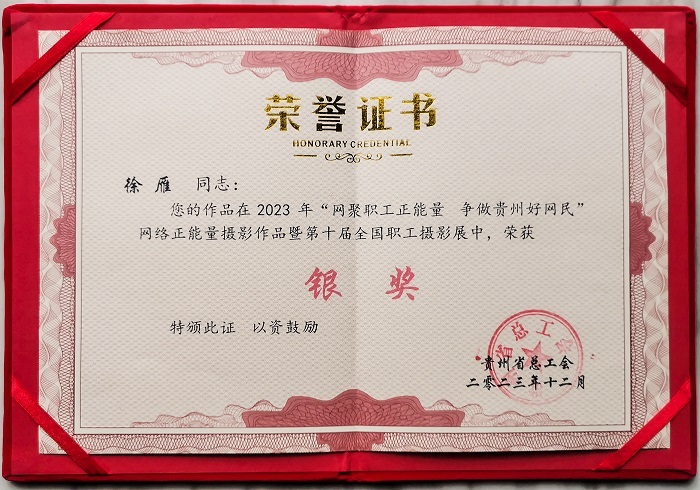 荣誉证书
HONORARY CREDENTIAL
徐 雁 同志：
您的作品在 2023 年“网聚职工正能量 争做贵州好网民”
网络正能量摄影作品暨第十届全国职工摄影展中，荣获
银 奖
特颁此证 以资鼓励
省总工
贵州省总工会
二零二三年十二月